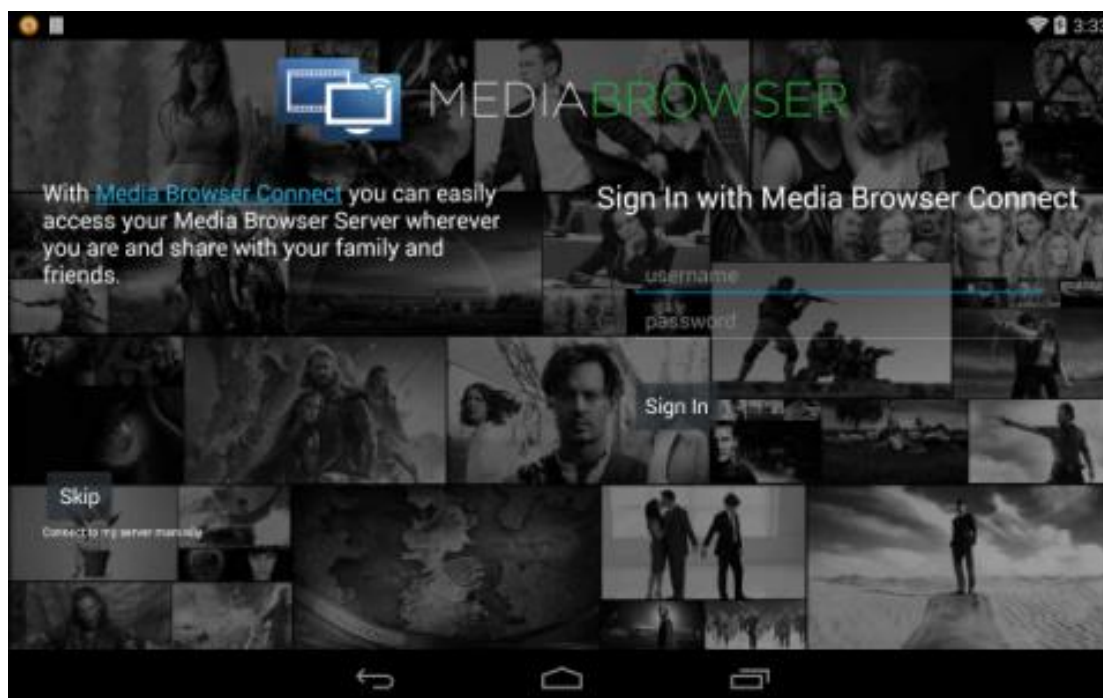 3:33
MEDIABROWSER
With Media Browser Connect you can easily
access your Media Browser Server wherever
you are and share with your family and
friends.
Sign In with Media Browser Connect
username
password
Sign In
Skip
Connect to my server manually